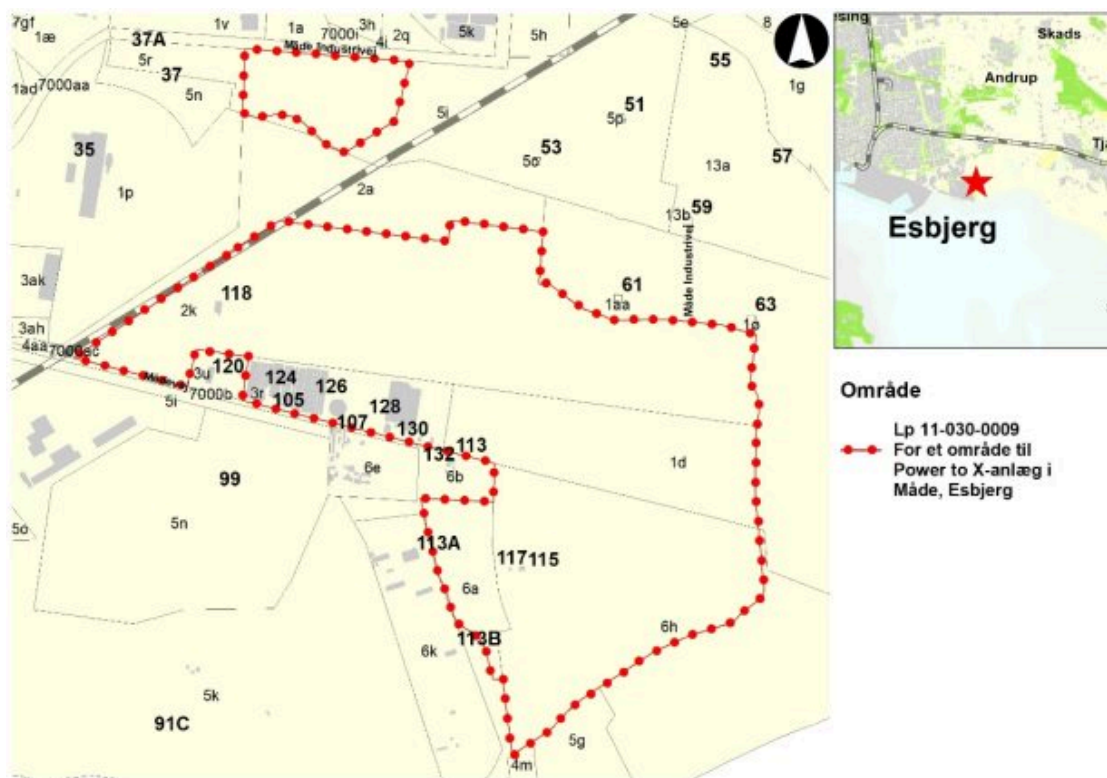 7gf
1æ
37A
5r
1v
1a
3h
7000i
4i
2q
5k
5h
5e
8
Måde Industrivej
1ad
7000aa
37
5n
5i
55
1g
51
5p
35
1p
53
5o
13a
57
2a
13b
59
Måde Industrivej
3ak
118
2k
61
1aa
63
1ø
3ah
4aa
7000ec
Mådevej
3u
120
7000b
5i
124
3r
105
126
107
128
130
132
113
6e
6b
1d
99
5n
5o
113A
117
115
6a
113B
6k
6h
5k
91C
5g
4m
Skads
Andrup
Esbjerg
Område
Lp 11-030-0009
For et område til
Power to X-anlæg i
Måde, Esbjerg